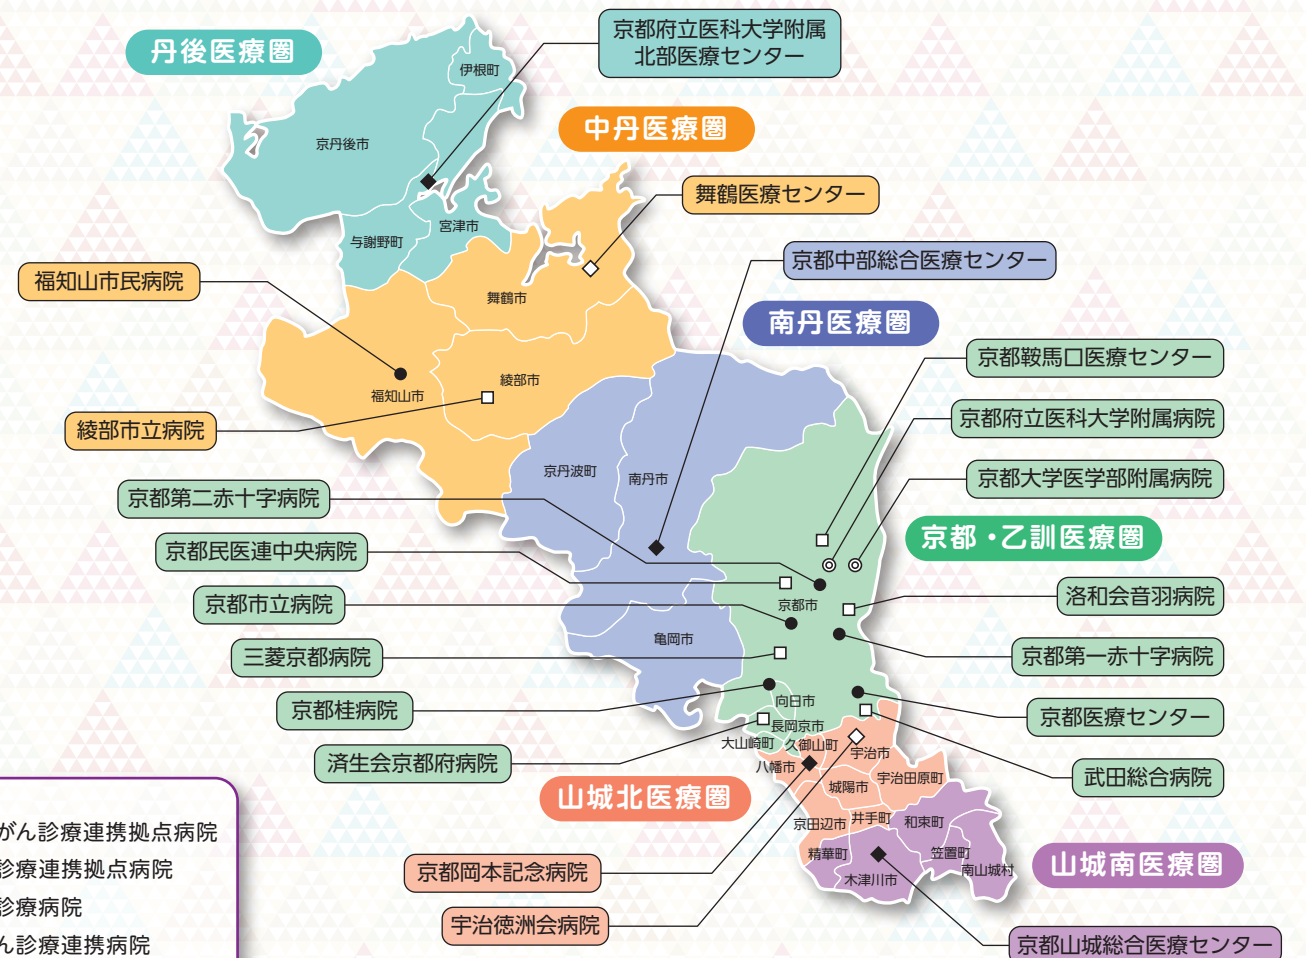 丹後医療圏
京都府立医科大学附属
北部医療センター
伊根町
京丹後市
宮津市
与謝野町
中丹医療圏
舞鶴医療センター
福知山市民病院
舞鶴市
京都中部総合医療センター
南丹医療圏
福知山市
綾部市
綾部市立病院
京都鞍馬口医療センター
京都府立医科大学附属病院
京都大学医学部附属病院
京丹波町
南丹市
京都第二赤十字病院
京都・乙訓医療圏
京都民医連中央病院
京都市立病院
京都市
洛和会音羽病院
亀岡市
三菱京都病院
京都第一赤十字病院
京都桂病院
向日市
京都医療センター
長岡京市
大山崎町
久御山町
宇治市
済生会京都府病院
八幡市
武田総合病院
山城北医療圏
城陽市
宇治田原町
京田辺市
井手町
和束町
精華町
笠置町
南山城村
木津川市
山城南医療圏
京都岡本記念病院
宇治徳洲会病院
京都山城総合医療センター
がん診療連携拠点病院
診療連携拠点病院
診療病院
ん診療連携病院